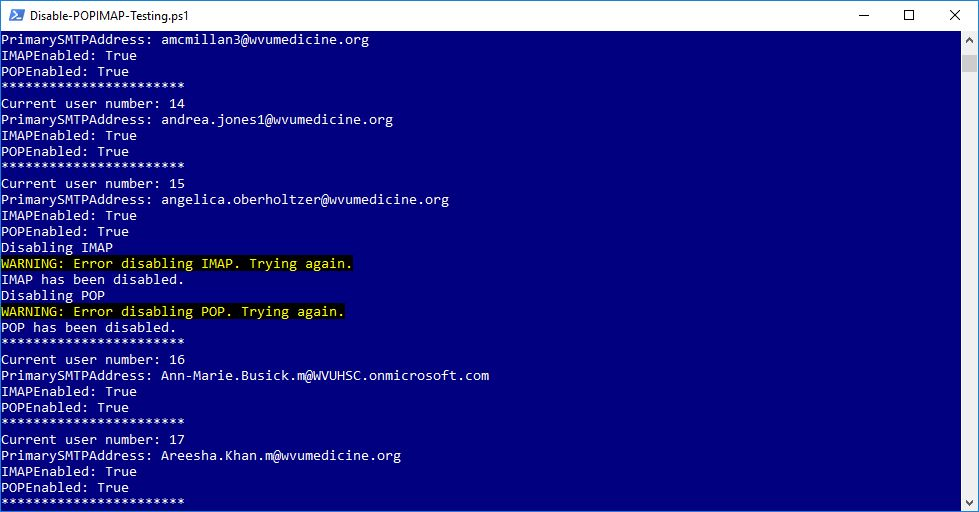 Disable-POPIMAP-Testing.ps1
PrimarySMTPAddress: amcmillan3@wvumedicine.org
IMAPEnabled: True
POPEnabled: True
***********************
Current user number: 14
PrimarySMTPAddress: andrea.jones1@wvumedicine.org
IMAPEnabled: True
POPEnabled: True
***********************
Current user number: 15
PrimarySMTPAddress: angelica.oberholtzer@wvumedicine.org
IMAPEnabled: True
POPEnabled: True
Disabling IMAP
WARNING: Error disabling IMAP. Trying again.
IMAP has been disabled.
Disabling POP
WARNING: Error disabling POP. Trying again.
POP has been disabled.
***********************
Current user number: 16
PrimarySMTPAddress: Ann-Marie.Busick.m@WVUHSC.onmicrosoft.com
IMAPEnabled: True
POPEnabled: True
***********************
Current user number: 17
PrimarySMTPAddress: Areesha.Khan.m@wvumedicine.org
IMAPEnabled: True
POPEnabled: True
***********************